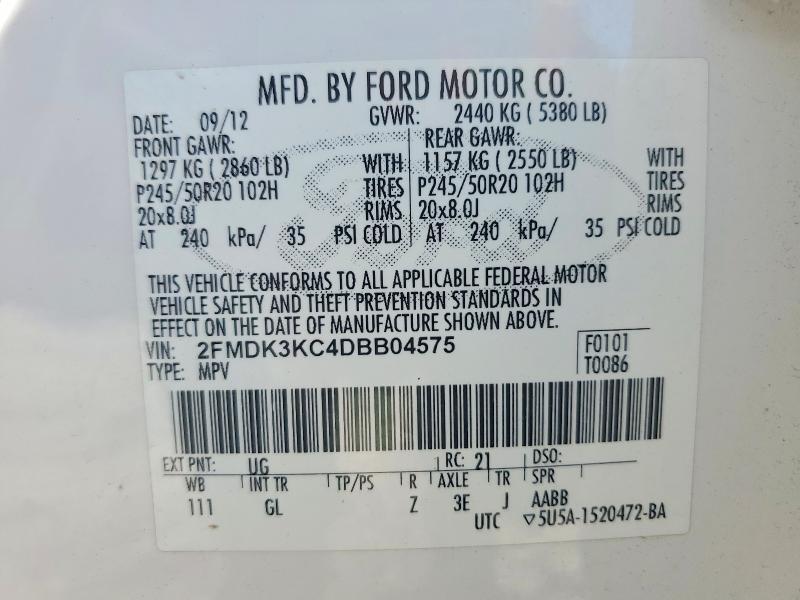 MFD. BY FORD MOTOR CO.
DATE: 09/12 GVWR: 2440 KG ( 5380 LB)
FRONT GAWR: REAR GAWR:
1297 KG ( 2860 LB) WITH 1157 KG ( 2550 LB) WITH
P245/50R20 102H TIRES P245/50R20 102H TIRES
20x8.0J RIMS 20x8.0J RIMS
AT 240 kPa/ 35 PSI COLD AT 240 kPa/ 35 PSI COLD
THIS VEHICLE CONFORMS TO ALL APPLICABLE FEDERAL MOTOR
VEHICLE SAFETY AND THEFT PREVENTION STANDARDS IN
EFFECT ON THE DATE OF MANUFACTURE SHOWN ABOVE.
VIN: 2FMDK3KC4DBB04575 F0101
TYPE: MPV T0086
EXT PNT: UG RC: 21 DSO:
WB INT TR TP/PS R AXLE TR SPR
111 GL Z 3E J AABB
UTC ▽5U5A-1520472-BA